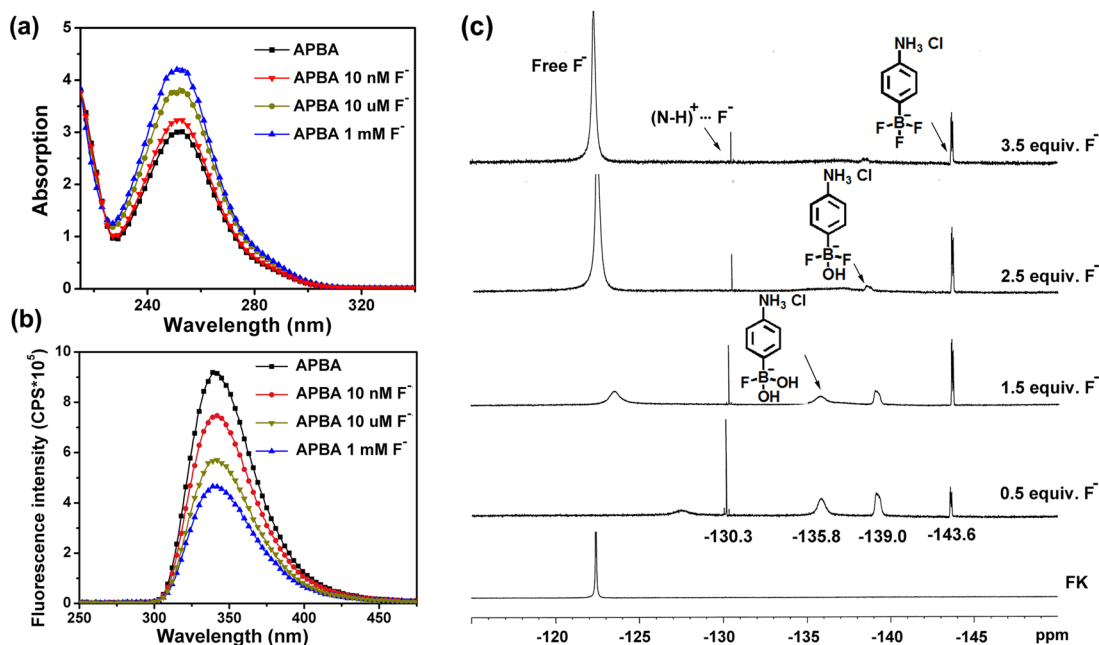 (a)
5
4
3
2
1
0
Absorption
240
280
320
Wavelength (nm)
APBA
APBA 10 nM F⁻
APBA 10 uM F⁻
APBA 1 mM F⁻
(b)
10
8
6
4
2
0
Fluorescence intensity (CPS*10⁵)
250
300
350
400
450
Wavelength (nm)
APBA
APBA 10 nM F⁻
APBA 10 uM F⁻
APBA 1 mM F⁻
(c)
Free F⁻
(N-H)⁺··· F⁻
NH₃ Cl
B⁻
F
F
F
3.5 equiv. F⁻
NH₃ Cl
B⁻
F
F
OH
2.5 equiv. F⁻
NH₃ Cl
B⁻
F
OH
OH
1.5 equiv. F⁻
0.5 equiv. F⁻
-130.3
-135.8
-139.0
-143.6
FK
-120
-125
-130
-135
-140
-145
ppm